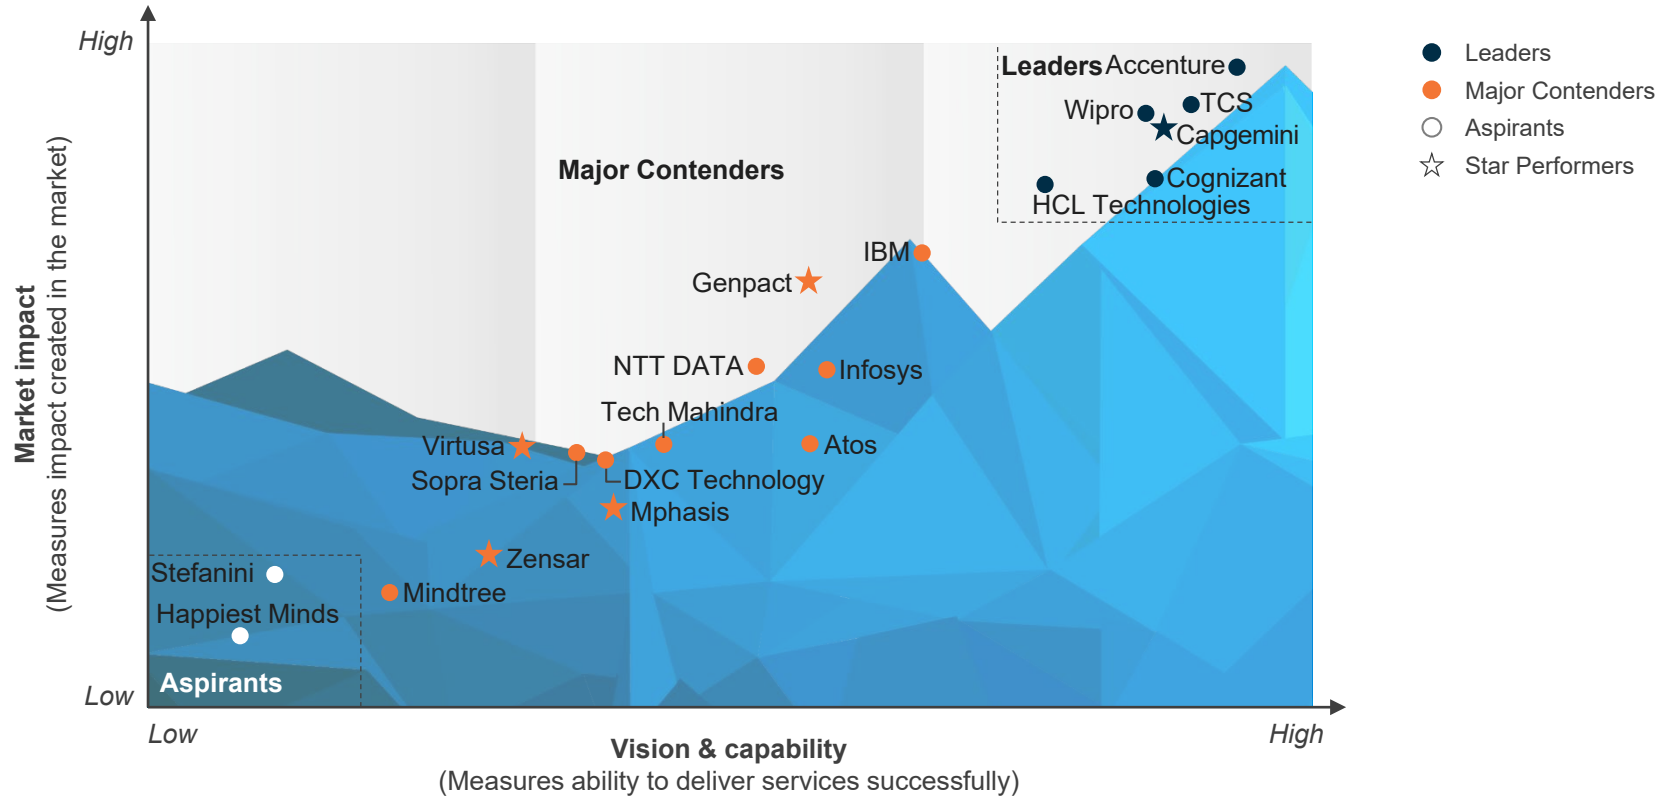 High
Leaders
Accenture
Leaders
Wipro
TCS
Major Contenders
Capgemini
Aspirants
Major Contenders
Star Performers
Cognizant
HCL Technologies
IBM
Genpact
NTT DATA
Infosys
Tech Mahindra
Virtusa
Atos
Sopra Steria
DXC Technology
Mphasis
Zensar
Stefanini
Mindtree
Happiest Minds
Aspirants
Market impact
(Measures impact created in the market)
Low
Low
High
Vision & capability
(Measures ability to deliver services successfully)